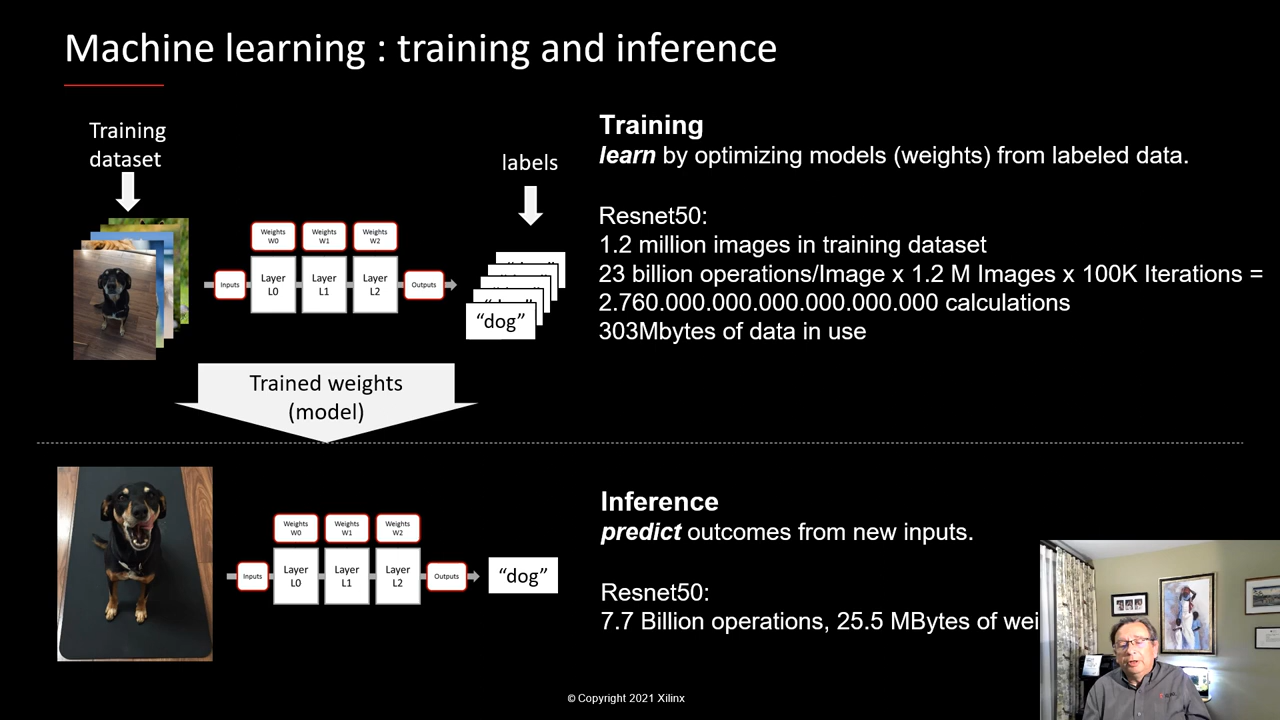 Machine learning : training and inference
Training
dataset
labels
Weights
W0
Weights
W1
Weights
W2
Inputs
Layer
L0
Layer
L1
Layer
L2
Outputs
"dog"
Trained weights
(model)
Training
learn by optimizing models (weights) from labeled data.
Resnet50:
1.2 million images in training dataset
23 billion operations/Image x 1.2 M Images x 100K Iterations =
2.760.000.000.000.000.000.000 calculations
303Mbytes of data in use
Weights
W0
Weights
W1
Weights
W2
Inputs
Layer
L0
Layer
L1
Layer
L2
Outputs
"dog"
Inference
predict outcomes from new inputs.
Resnet50:
7.7 Billion operations, 25.5 MBytes of
© Copyright 2021 Xilinx